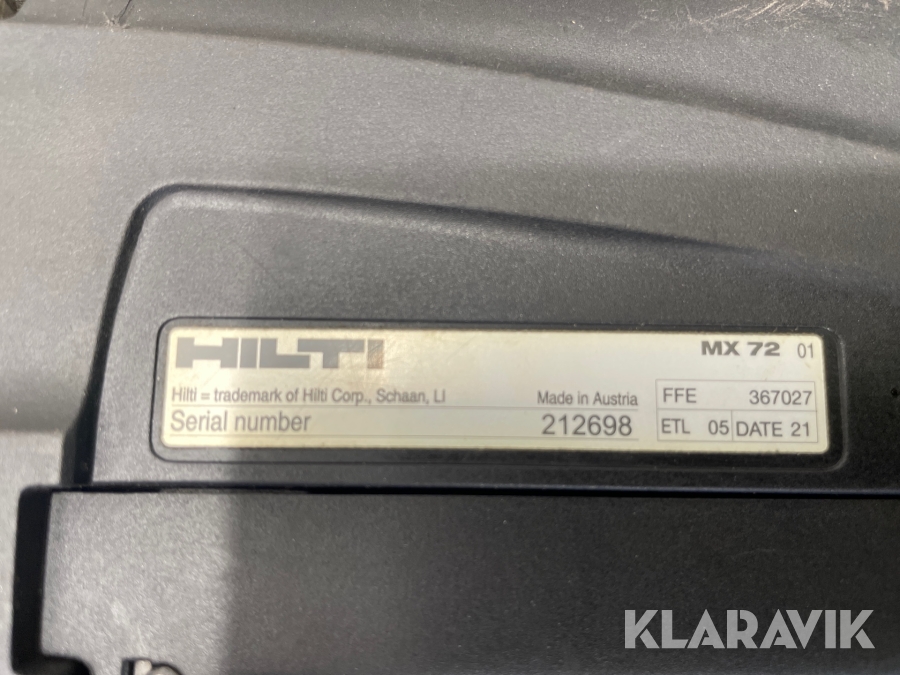 HILTI
MX 72 01
Hilti = trademark of Hilti Corp., Schaan, LI
Made in Austria
FFE 367027
Serial number 212698
ETL 05 DATE 21
KLARAVIK